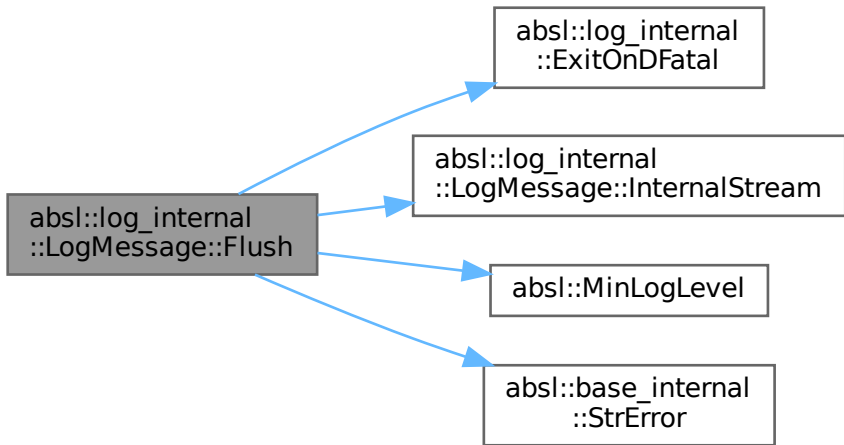 absl::log_internal
::LogMessage::Flush
absl::log_internal
::ExitOnDFatal
absl::log_internal
::LogMessage::InternalStream
absl::MinLogLevel
absl::base_internal
::StrError